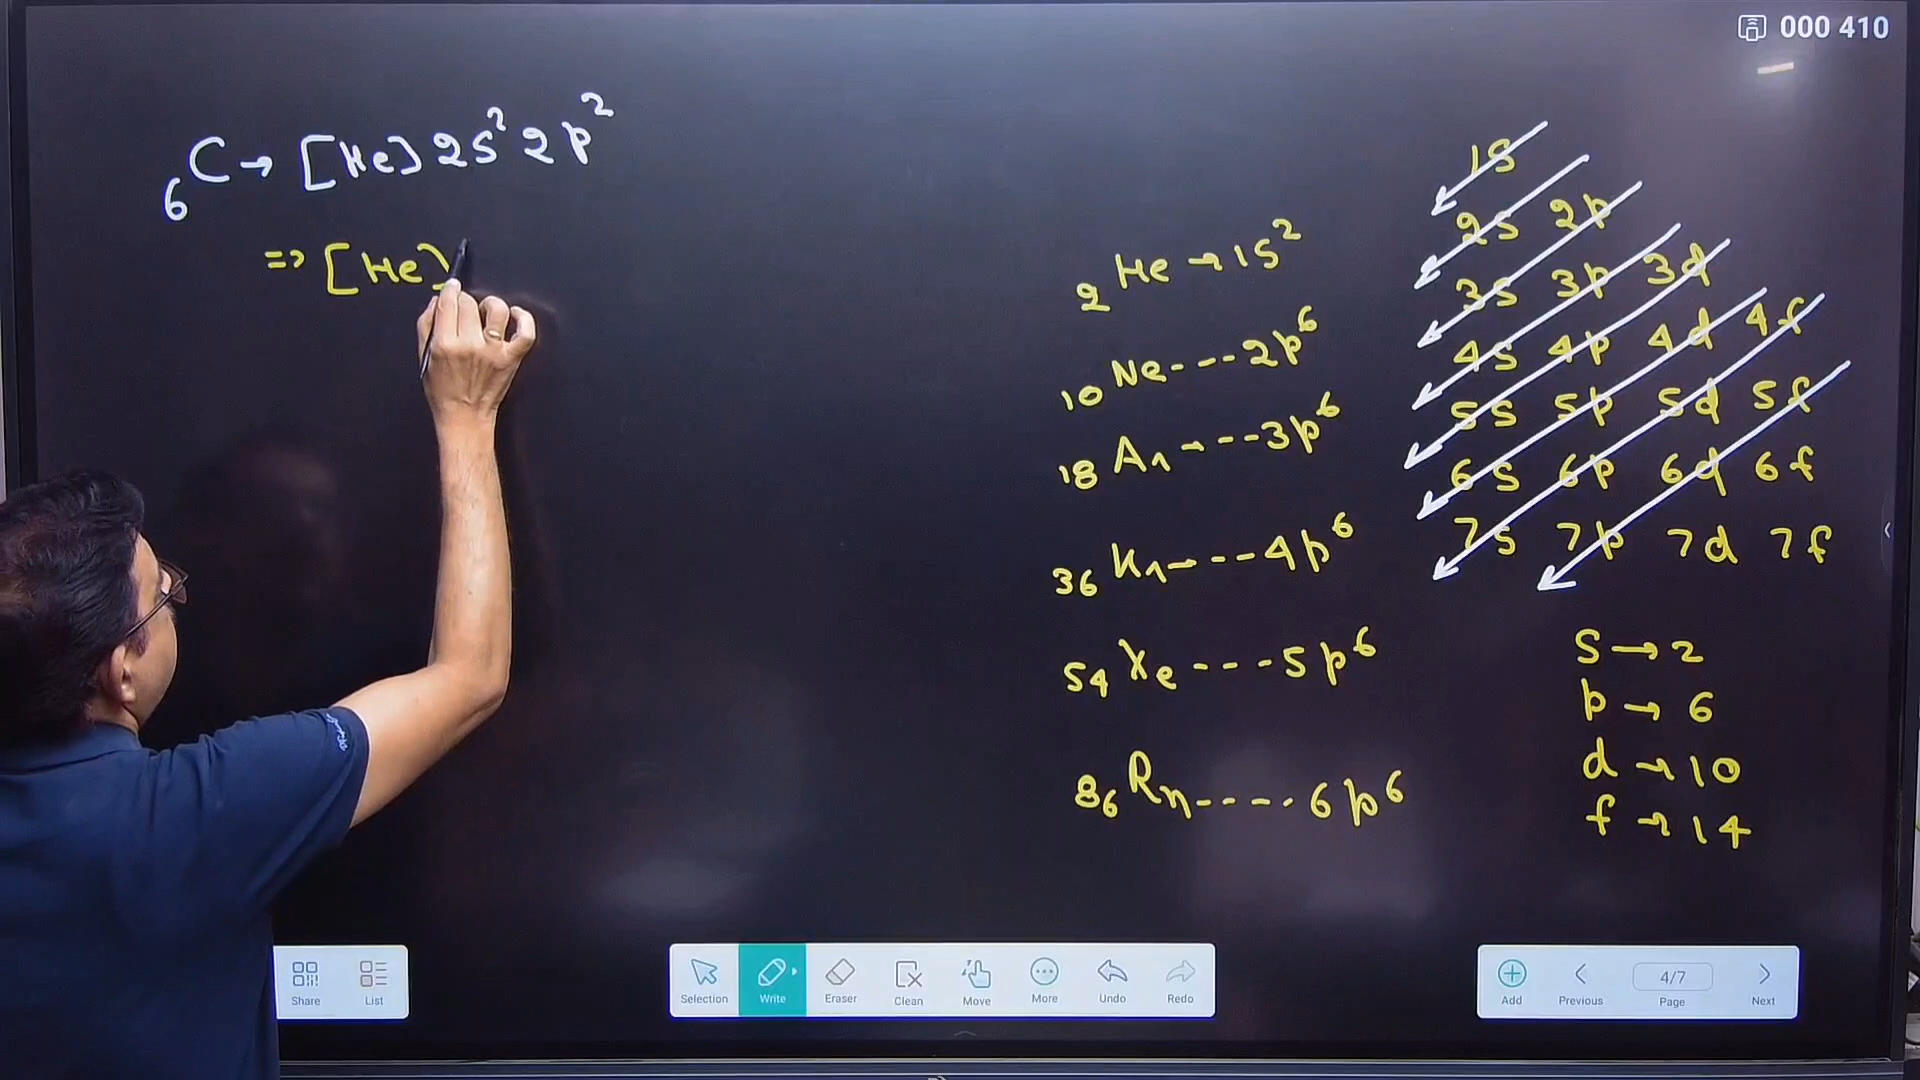 000 410
₆C → [He] 2s² 2p²
⇒ [He]
₂He → 1s²
₁₀Ne---2p⁶
₁₈Ar---3p⁶
₃₆Kr---4p⁶
₅₄Xe---5p⁶
₈₆Rn----6p⁶
1s
2s 2p
3s 3p 3d
4s 4p 4d 4f
5s 5p 5d 5f
6s 6p 6d 6f
7s 7p 7d 7f
s → 2
p → 6
d → 10
f → 14
Share List
Selection Write Eraser Clean Move More Undo Redo
Add Previous 4/7 Page Next